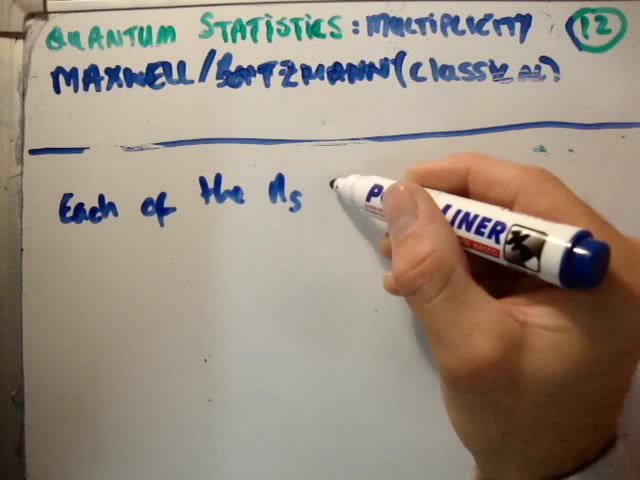 QUANTUM STATISTICS: MULTIPLICITY 12
MAXWELL/BOLTZMANN (classical)
Each of the ns
LINER